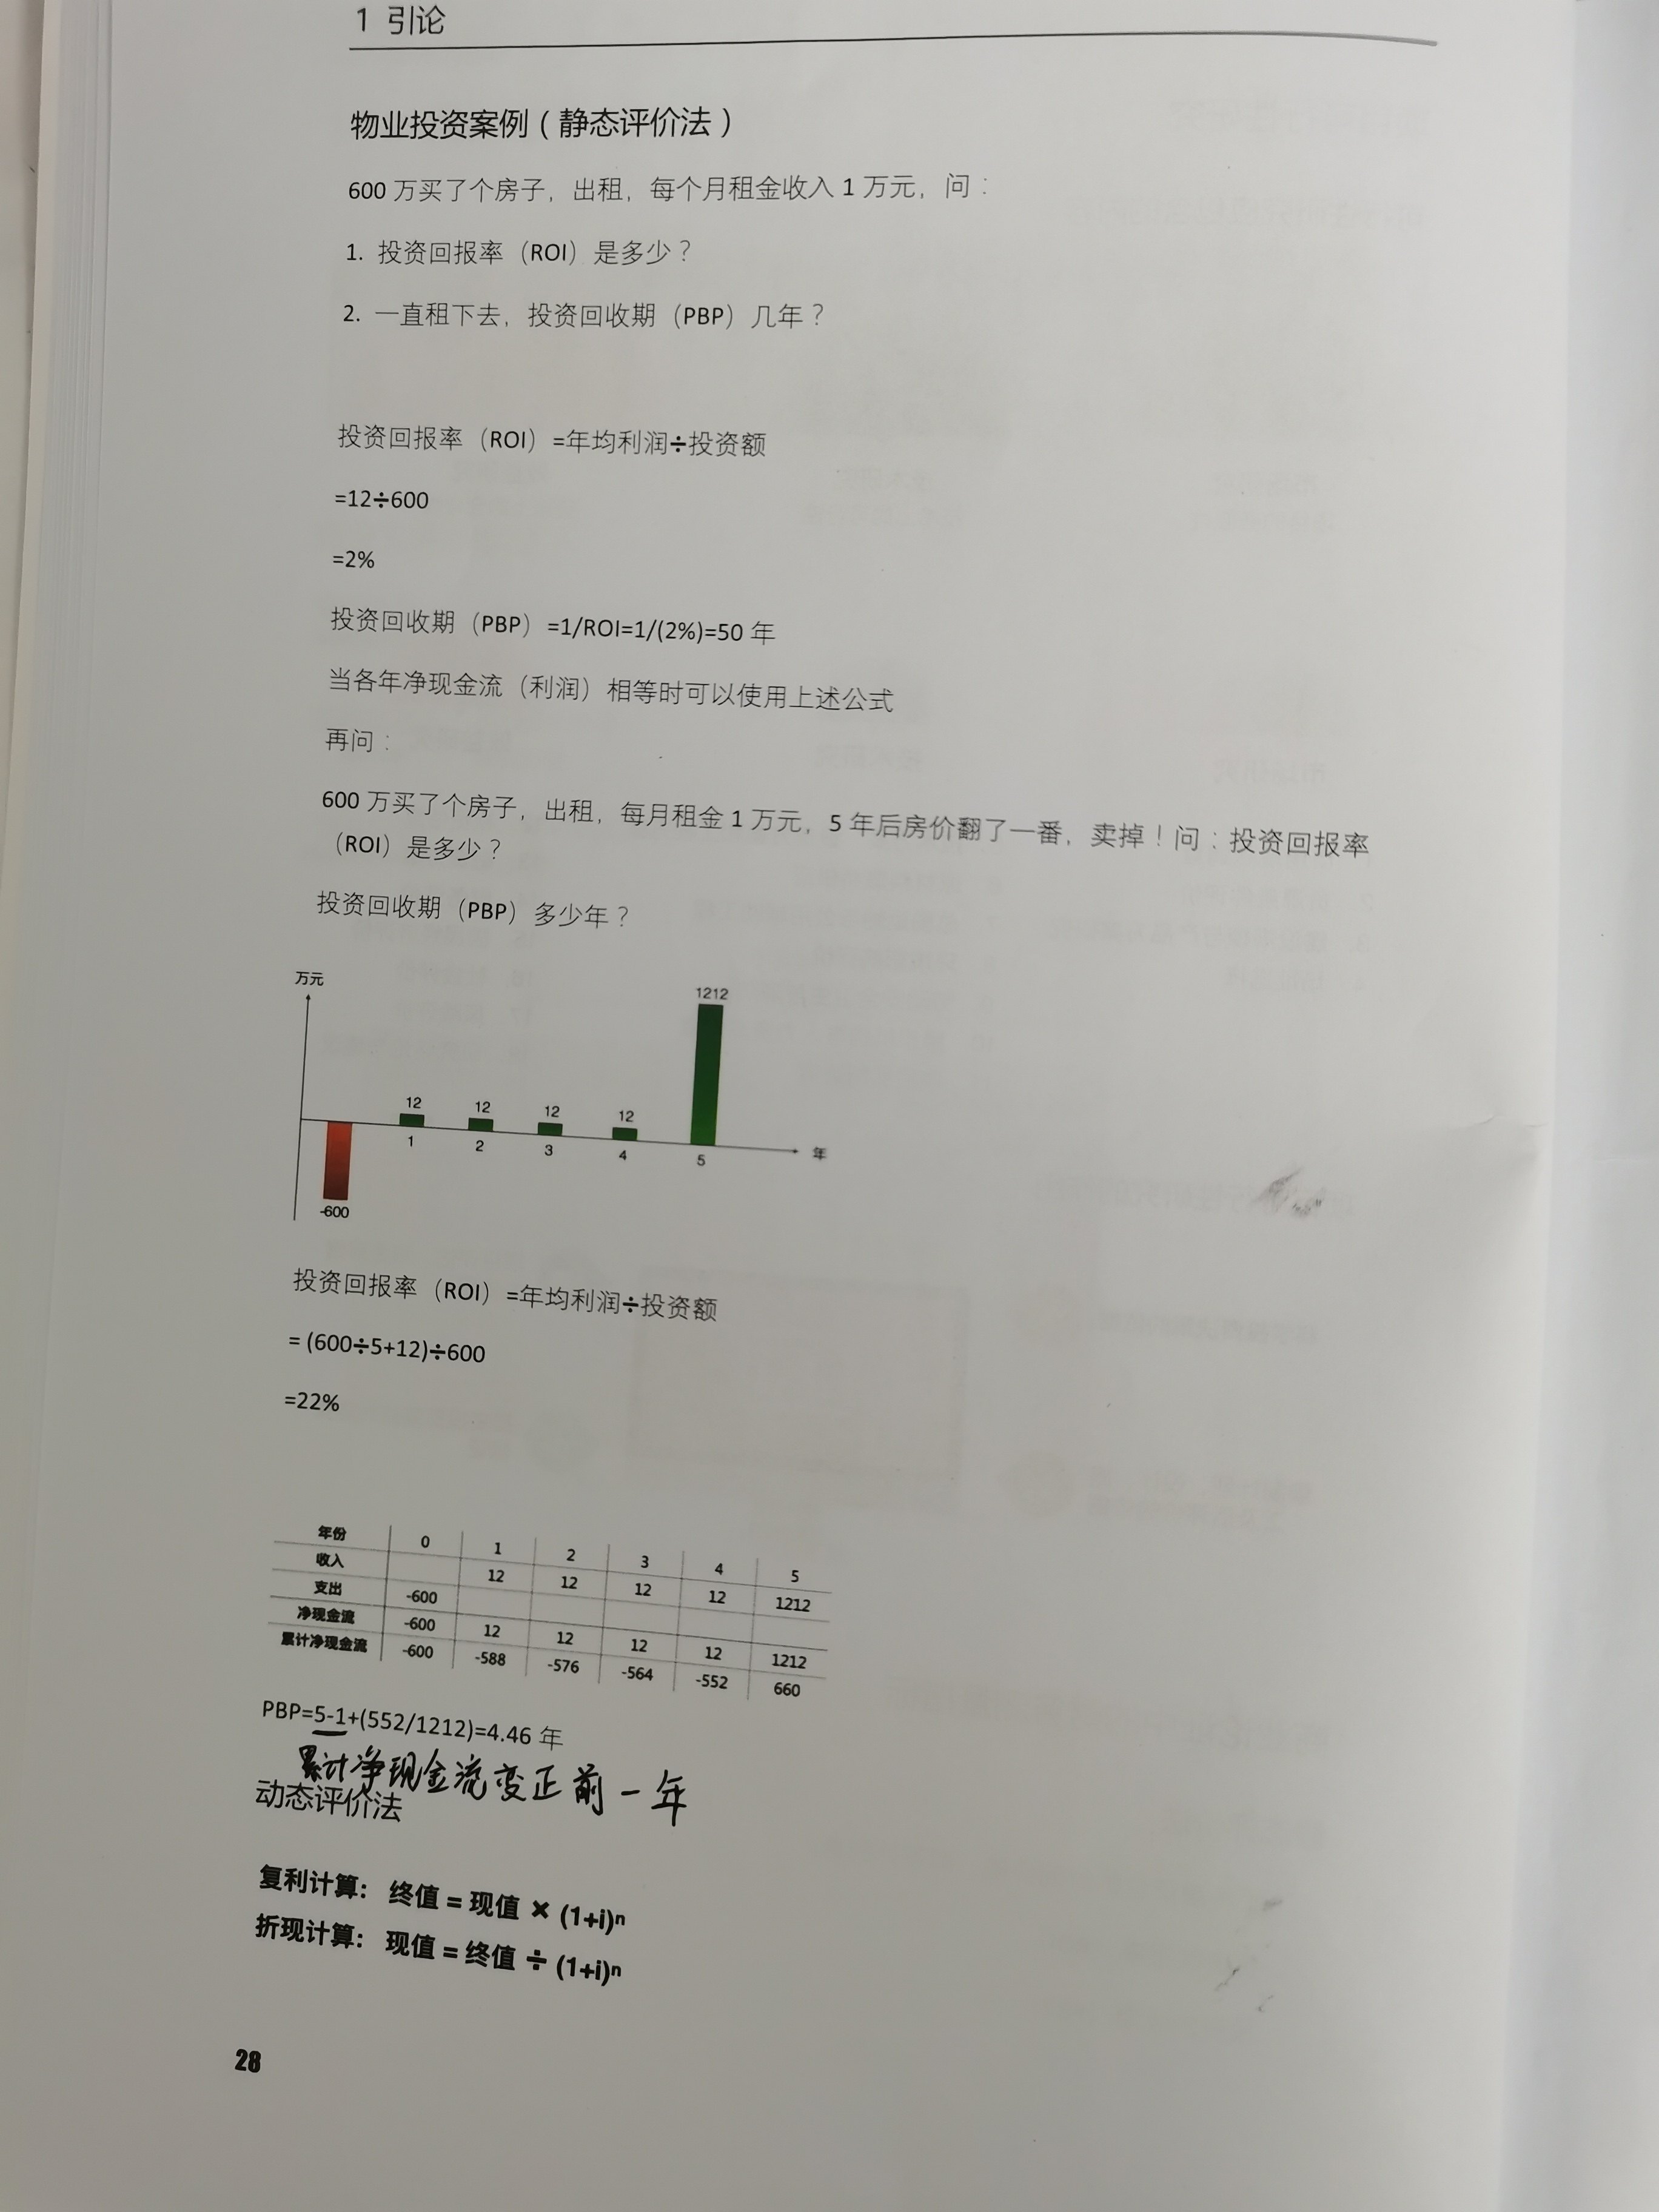 1 引论
物业投资案例（静态评价法）
600 万买了个房子，出租，每个月租金收入 1 万元，问：
1. 投资回报率（ROI）是多少？
2. 一直租下去，投资回收期（PBP）几年？
投资回报率（ROI）=年均利润÷投资额
=12÷600
=2%
投资回收期（PBP）=1/ROI=1/(2%)=50 年
当各年净现金流（利润）相等时可以使用上述公式
再问：
600 万买了个房子，出租，每月租金 1 万元，5 年后房价翻了一番，卖掉！问：投资回报率
（ROI）是多少？
投资回收期（PBP）多少年？
万元
1212
12 12 12 12
1 2 3 4 5 年
-600
投资回报率（ROI）=年均利润÷投资额
= (600÷5+12)÷600
=22%
年份 0 1 2 3 4 5
收入 12 12 12 12 1212
支出 -600
净现金流 -600 12 12 12 12 1212
累计净现金流 -600 -588 -576 -564 -552 660
PBP=5-1+(552/1212)=4.46 年
累计净现金流变正前一年
动态评价法
复利计算： 终值 = 现值 × (1+i)ⁿ
折现计算： 现值 = 终值 ÷ (1+i)ⁿ
28